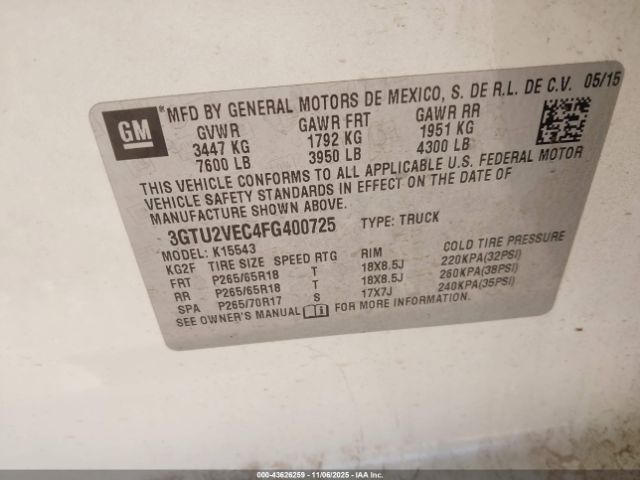 GM
*MFD BY GENERAL MOTORS DE MEXICO, S. DE R.L. DE C.V. 05/15
GVWR GAWR FRT GAWR RR
3447 KG 1792 KG 1951 KG
7600 LB 3950 LB 4300 LB
THIS VEHICLE CONFORMS TO ALL APPLICABLE U.S. FEDERAL MOTOR
VEHICLE SAFETY STANDARDS IN EFFECT ON THE DATE OF
MANUFACTURE SHOWN ABOVE.
3GTU2VEC4FG400725 TYPE: TRUCK
MODEL: K15543
KG2F TIRE SIZE SPEED RTG RIM COLD TIRE PRESSURE
FRT P265/65R18 T 18X8.5J 220KPA(32PSI)
RR P265/65R18 T 18X8.5J 260KPA(38PSI)
SPA P265/70R17 S 17X7J 240KPA(35PSI)
SEE OWNER'S MANUAL FOR MORE INFORMATION.
000-43626259 - 11/06/2025 - IAA Inc.